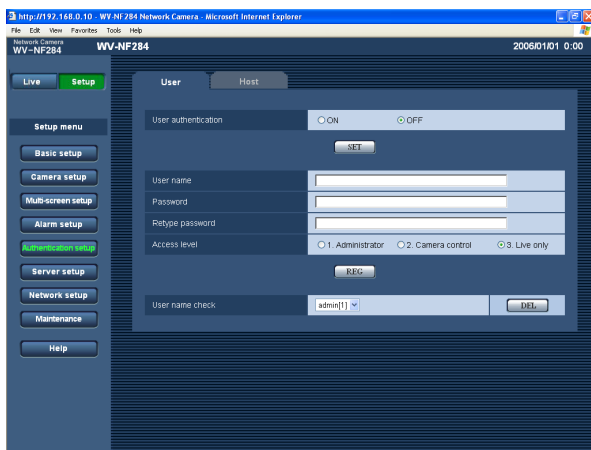 http://192.168.0.10 - WV-NF284 Network Camera - Microsoft Internet Explorer
File Edit View Favorites Tools Help
Network Camera
WV-NF284
WV-NF284
2006/01/01 0:00
Live Setup
User Host
Setup menu
Basic setup
Camera setup
Multi-screen setup
Alarm setup
Authentication setup
Server setup
Network setup
Maintenance
Help
User authentication ON OFF
SET
User name
Password
Retype password
Access level 1. Administrator 2. Camera control 3. Live only
REG
User name check admin[1] DEL